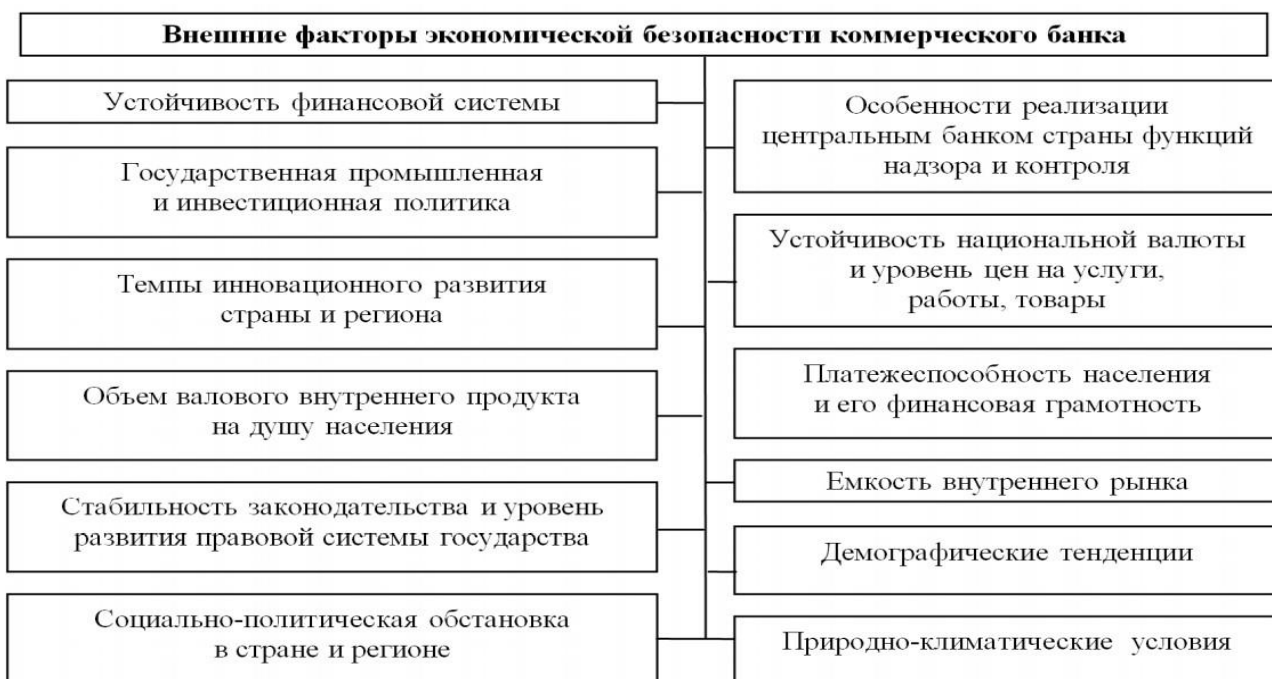 Внешние факторы экономической безопасности коммерческого банка
Устойчивость финансовой системы
Государственная промышленная
и инвестиционная политика
Темпы инновационного развития
страны и региона
Объем валового внутреннего продукта
на душу населения
Стабильность законодательства и уровень
развития правовой системы государства
Социально-политическая обстановка
в стране и регионе
Особенности реализации
центральным банком страны функций
надзора и контроля
Устойчивость национальной валюты
и уровень цен на услуги,
работы, товары
Платежеспособность населения
и его финансовая грамотность
Емкость внутреннего рынка
Демографические тенденции
Природно-климатические условия